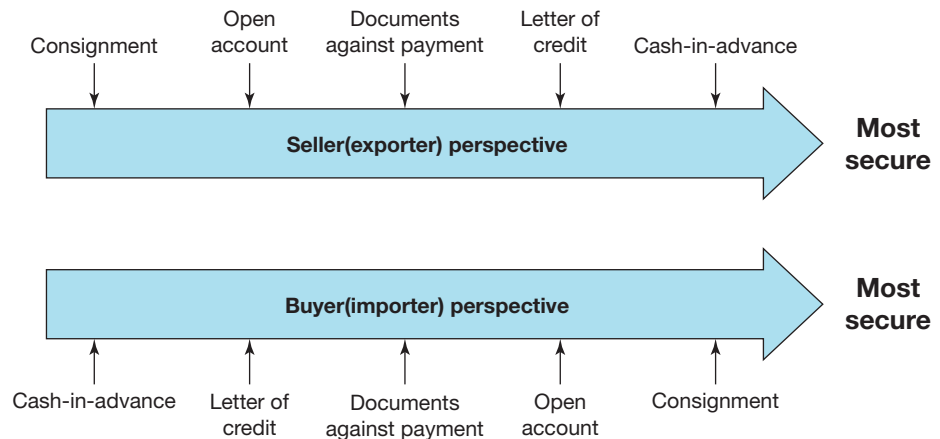 Consignment
Open
account
Documents
against payment
Letter of
credit
Cash-in-advance
Seller(exporter) perspective
Most
secure
Buyer(importer) perspective
Most
secure
Cash-in-advance
Letter of
credit
Documents
against payment
Open
account
Consignment